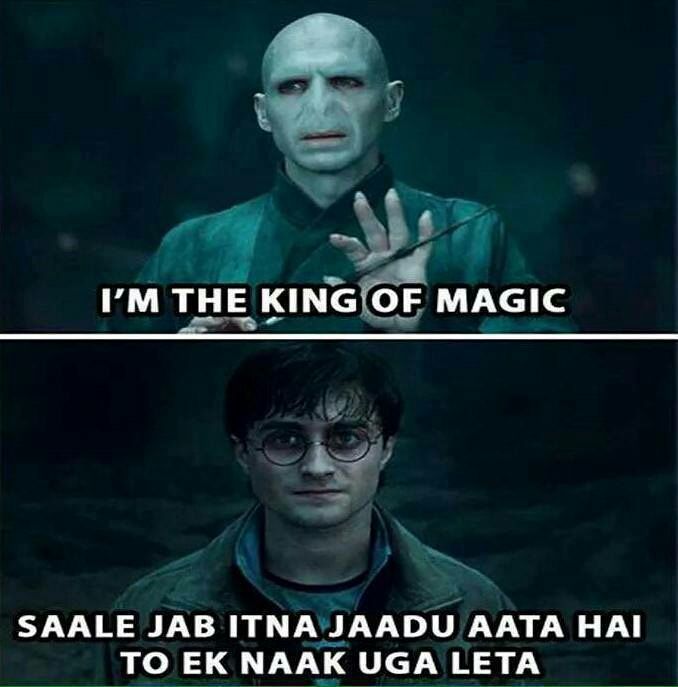 I'M THE KING OF MAGIC
SAALE JAB ITNA JAADU AATA HAI
TO EK NAAK UGA LETA